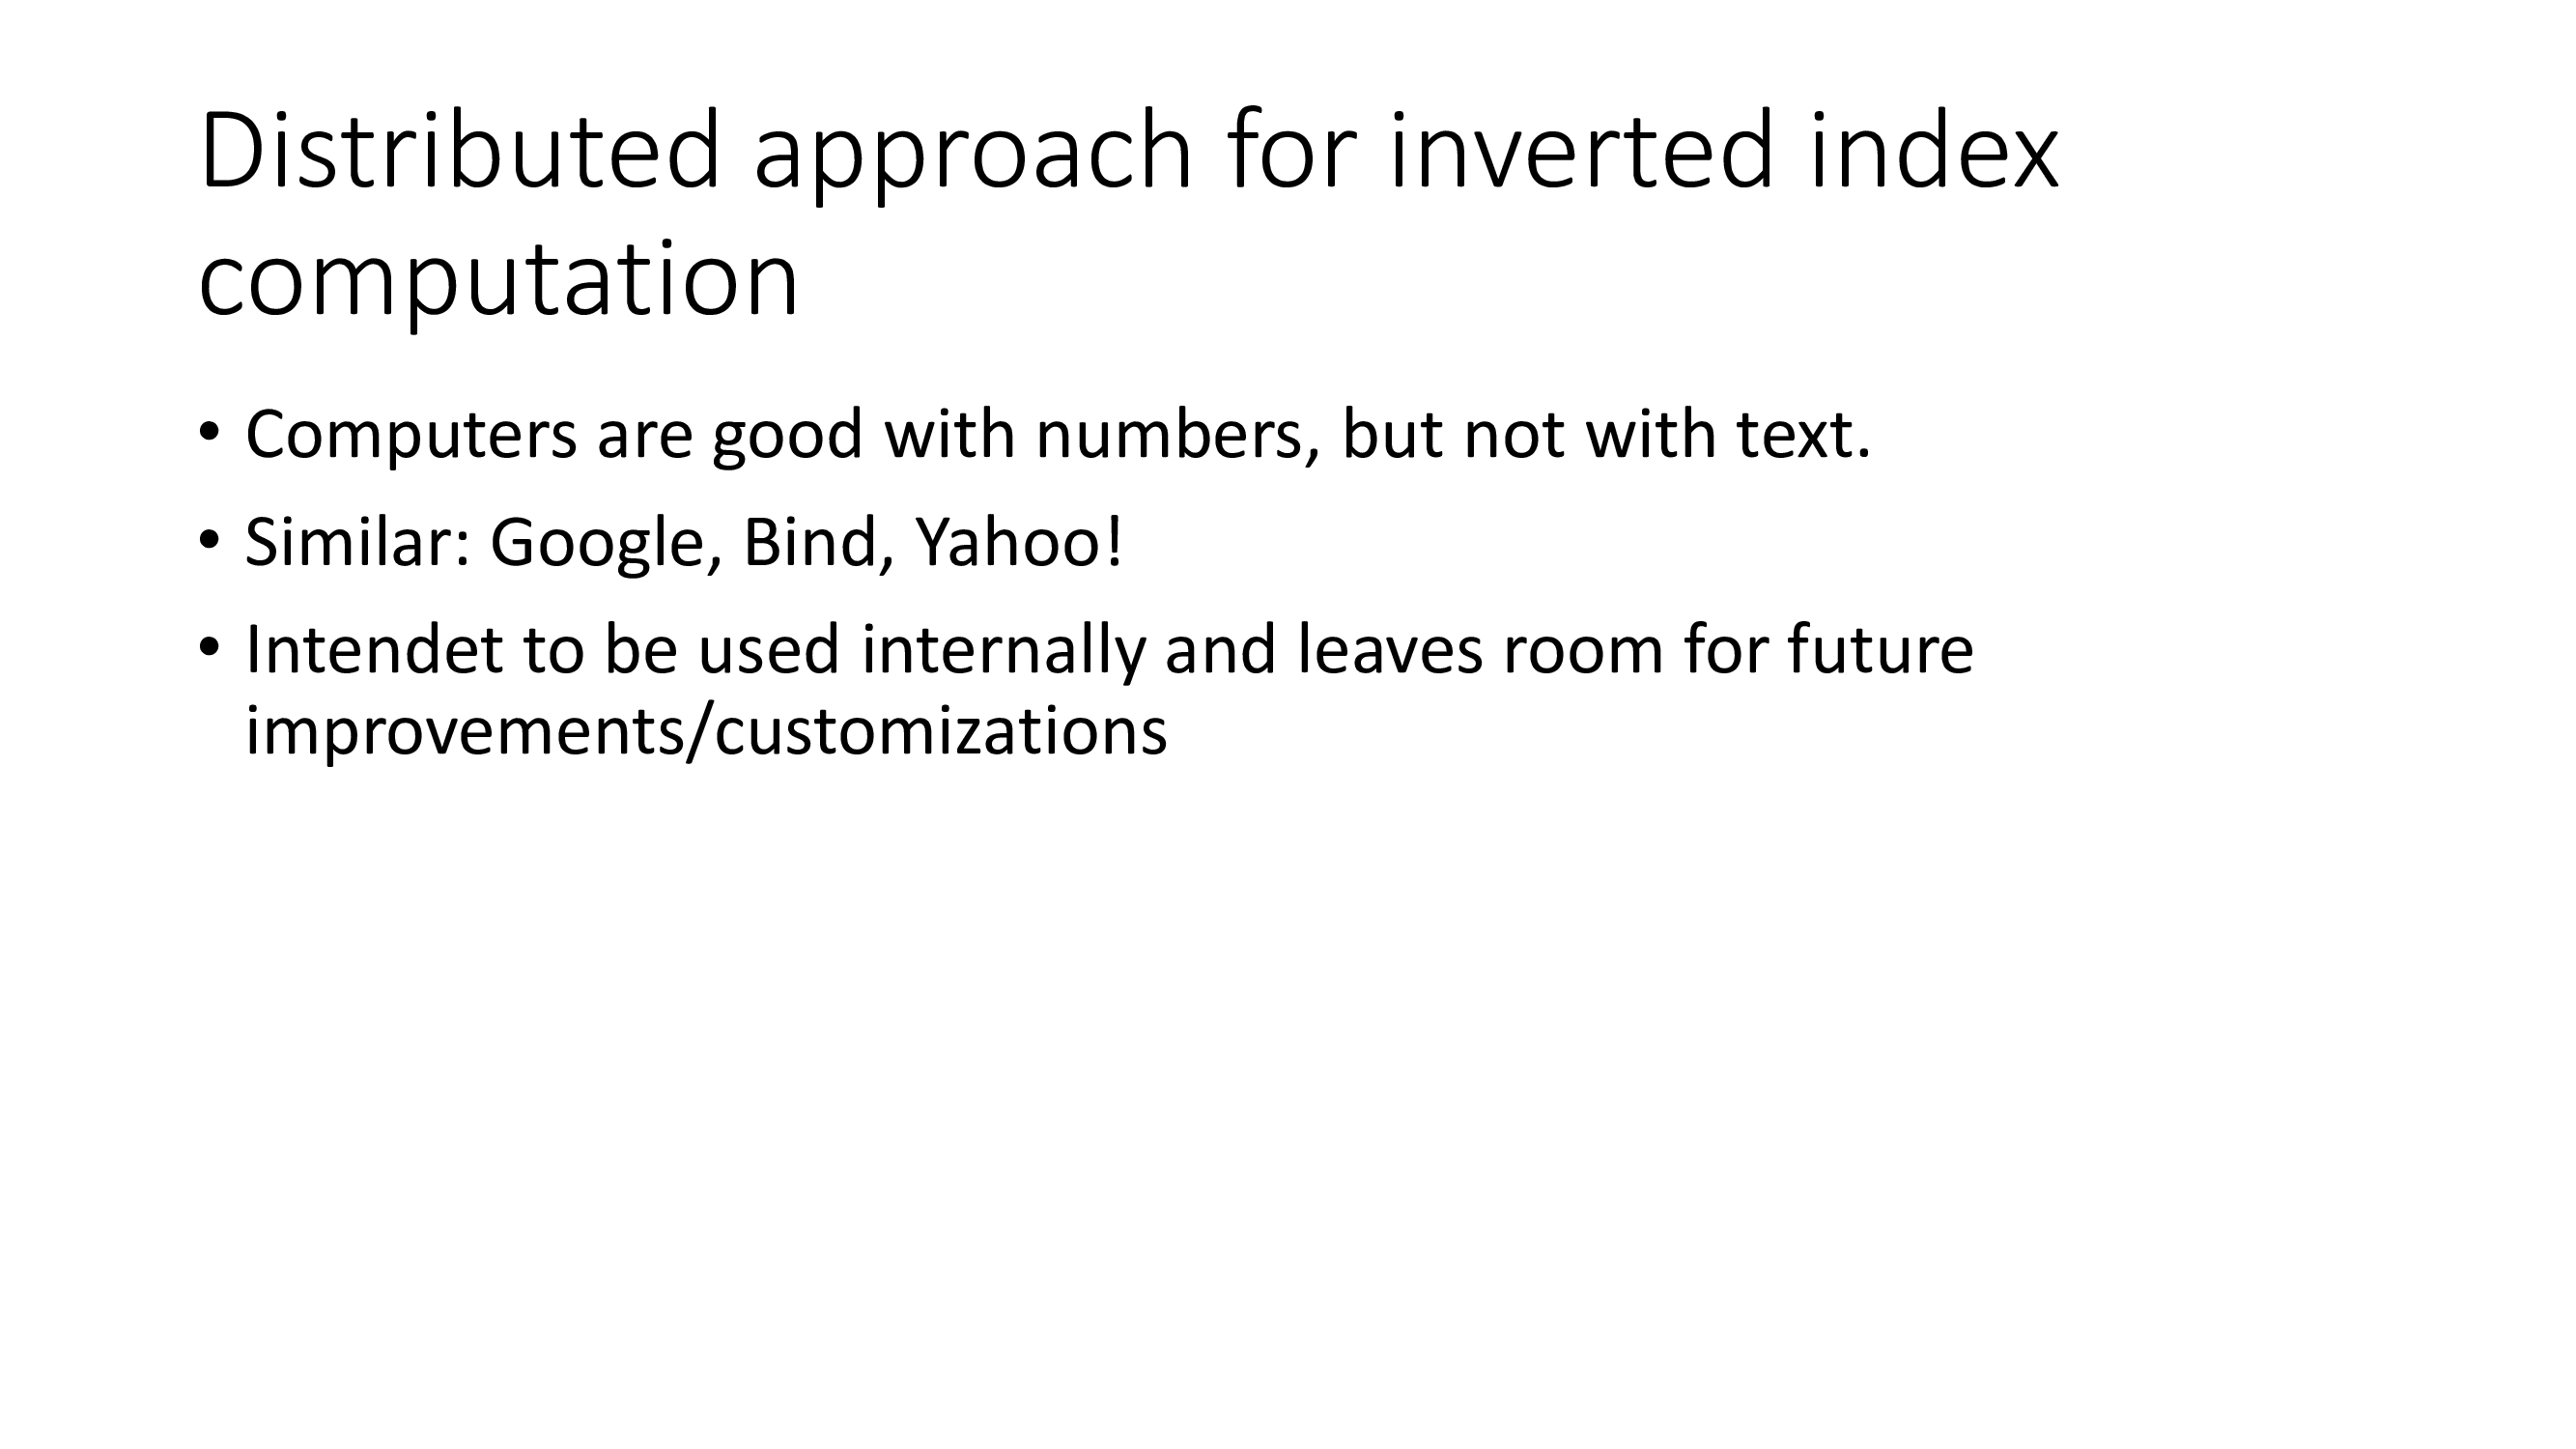 Distributed approach for inverted index
computation
• Computers are good with numbers, but not with text.
• Similar: Google, Bind, Yahoo!
• Intendet to be used internally and leaves room for future
improvements/customizations